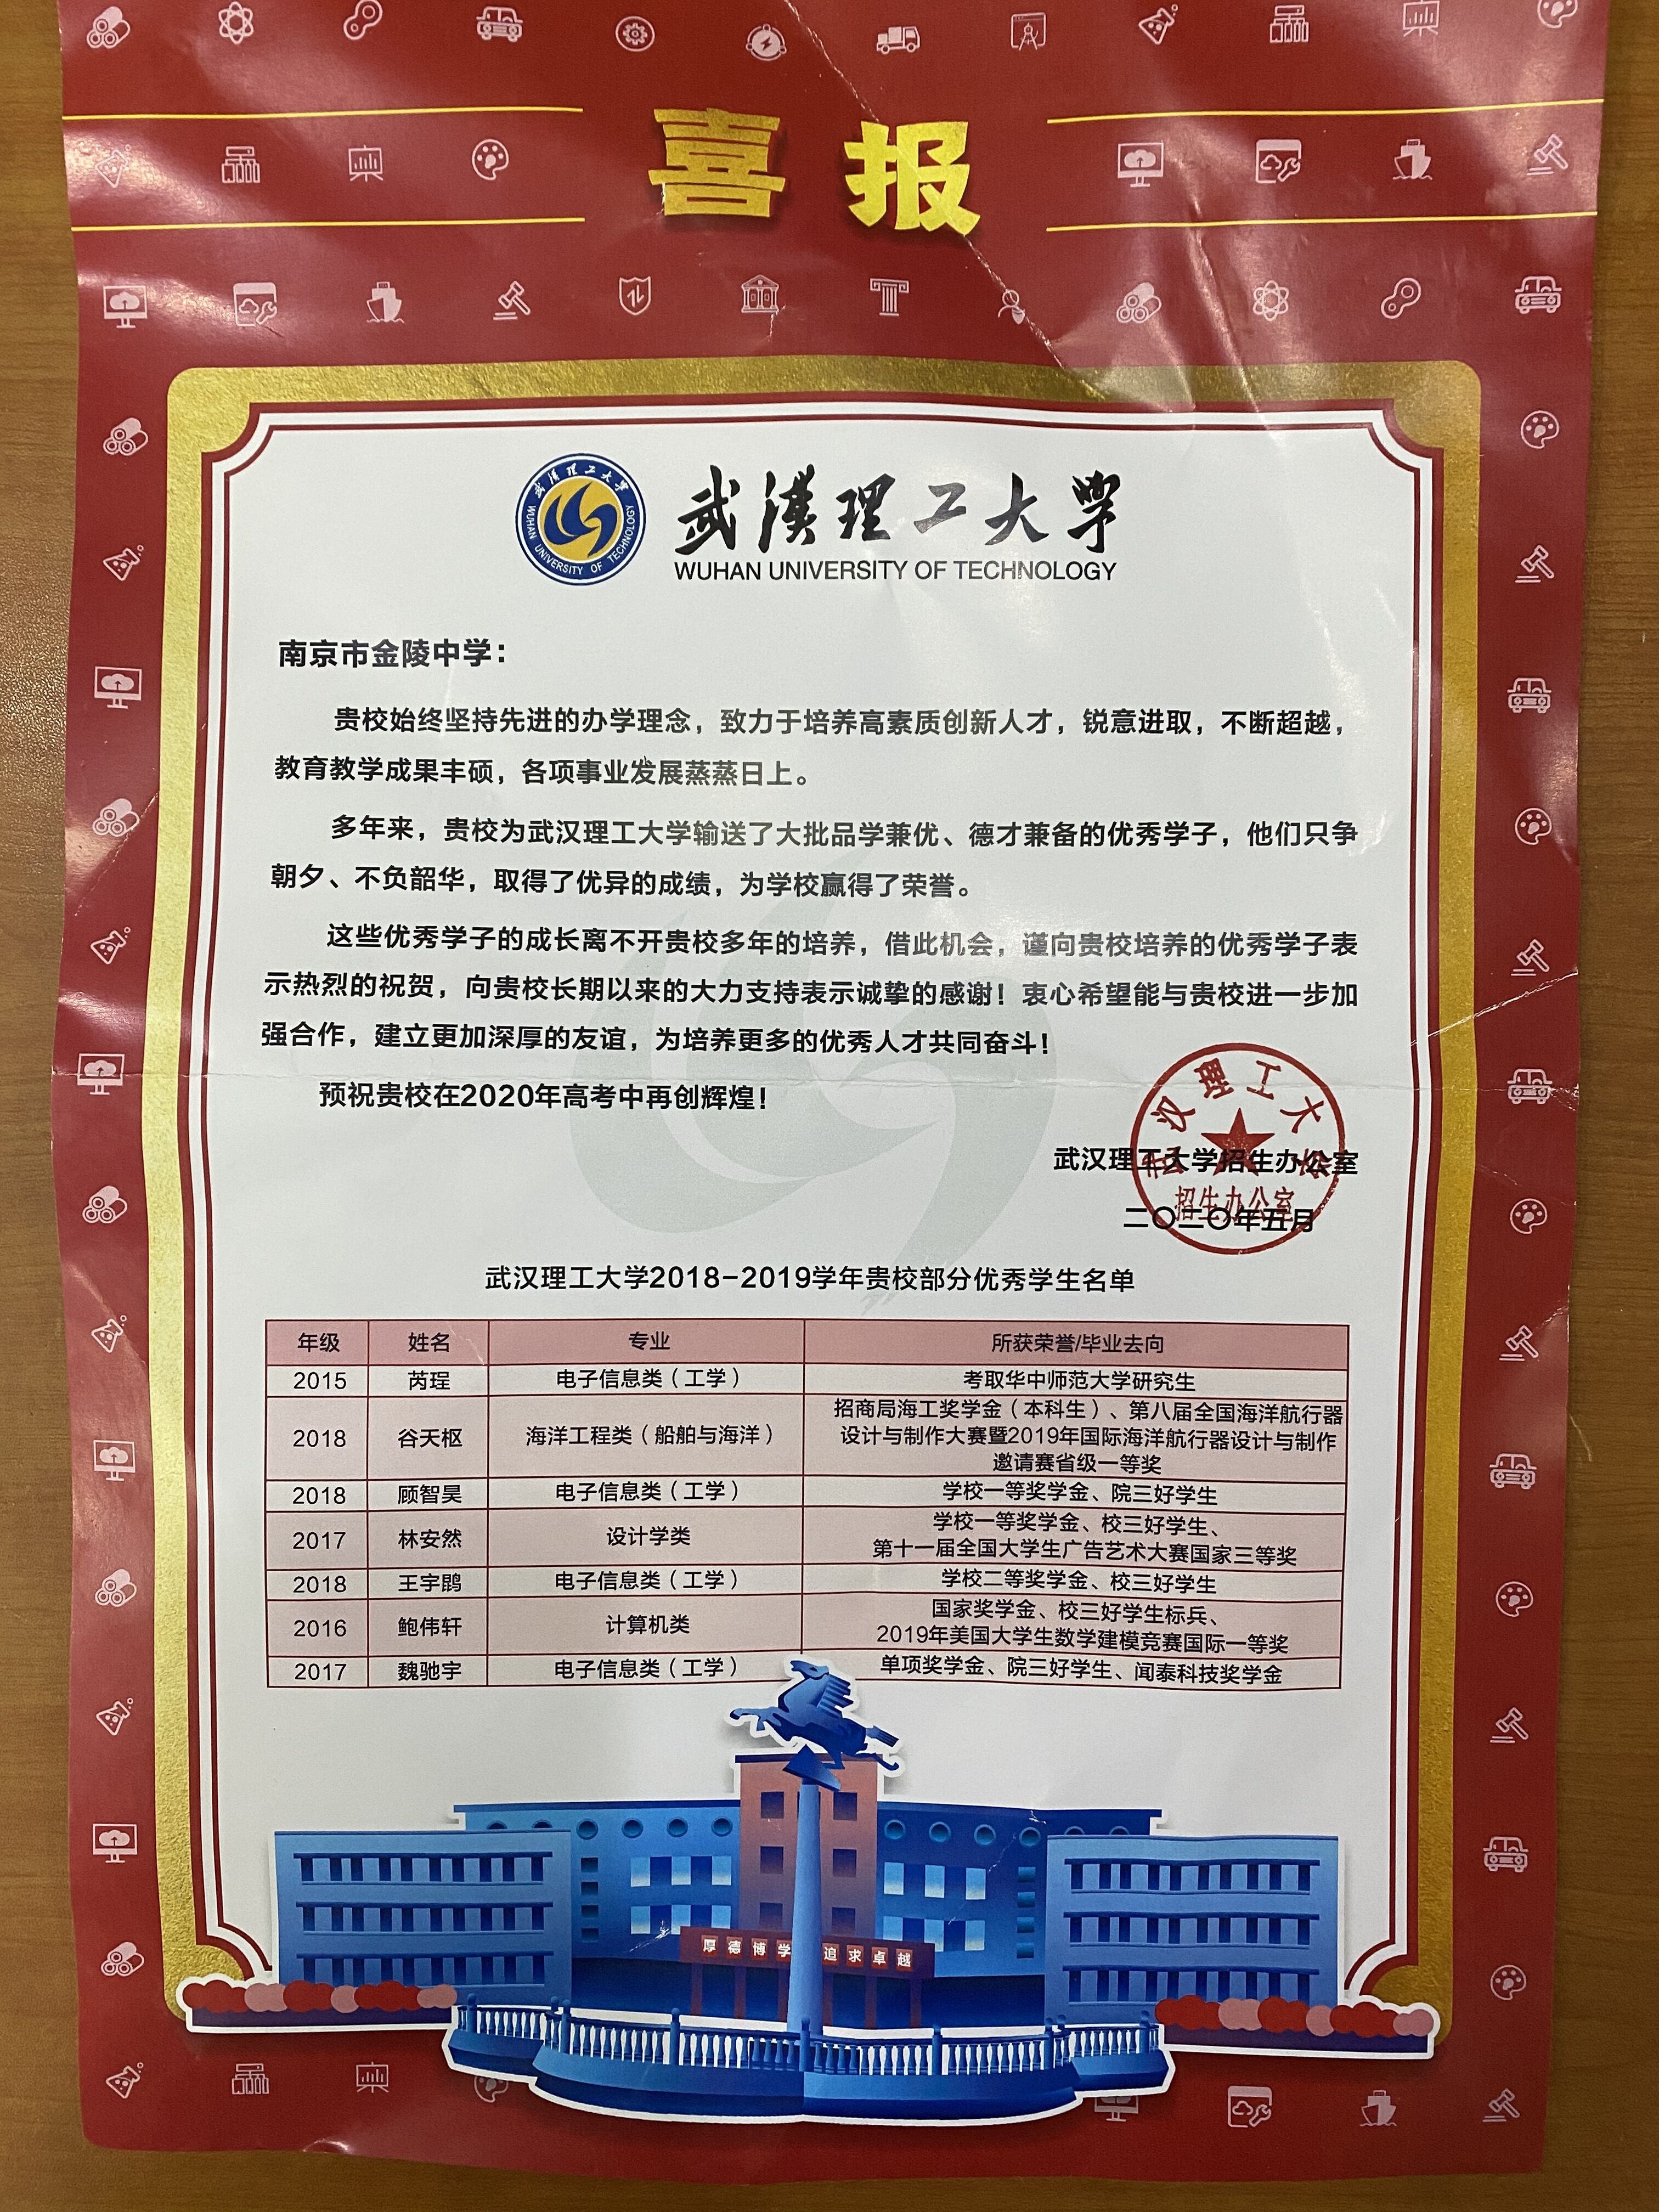 喜报
武汉理工大学
WUHAN UNIVERSITY OF TECHNOLOGY
武漢理工大学
WUHAN UNIVERSITY OF TECHNOLOGY
南京市金陵中学：
贵校始终坚持先进的办学理念，致力于培养高素质创新人才，锐意进取，不断超越，
教育教学成果丰硕，各项事业发展蒸蒸日上。
多年来，贵校为武汉理工大学输送了大批品学兼优、德才兼备的优秀学子，他们只争
朝夕、不负韶华，取得了优异的成绩，为学校赢得了荣誉。
这些优秀学子的成长离不开贵校多年的培养，借此机会，谨向贵校培养的优秀学子表
示热烈的祝贺，向贵校长期以来的大力支持表示诚挚的感谢！衷心希望能与贵校进一步加
强合作，建立更加深厚的友谊，为培养更多的优秀人才共同奋斗！
预祝贵校在2020年高考中再创辉煌！
武汉理工大学
武汉理工大学招生办公室
招生办公室
二〇二〇年五月
武汉理工大学2018-2019学年贵校部分优秀学生名单
年级 姓名 专业 所获荣誉/毕业去向
2015 芮珵 电子信息类（工学） 考取华中师范大学研究生
2018 谷天枢 海洋工程类（船舶与海洋） 招商局海工奖学金（本科生）、第八届全国海洋航行器
设计与制作大赛暨2019年国际海洋航行器设计与制作
邀请赛省级一等奖
2018 顾智昊 电子信息类（工学） 学校一等奖学金、院三好学生
2017 林安然 设计学类 学校一等奖学金、校三好学生、
第十一届全国大学生广告艺术大赛国家三等奖
2018 王宇鹍 电子信息类（工学） 学校二等奖学金、校三好学生
2016 鲍伟轩 计算机类 国家奖学金、校三好学生标兵、
2019年美国大学生数学建模竞赛国际一等奖
2017 魏驰宇 电子信息类（工学） 单项奖学金、院三好学生、闻泰科技奖学金
厚德博学 追求卓越